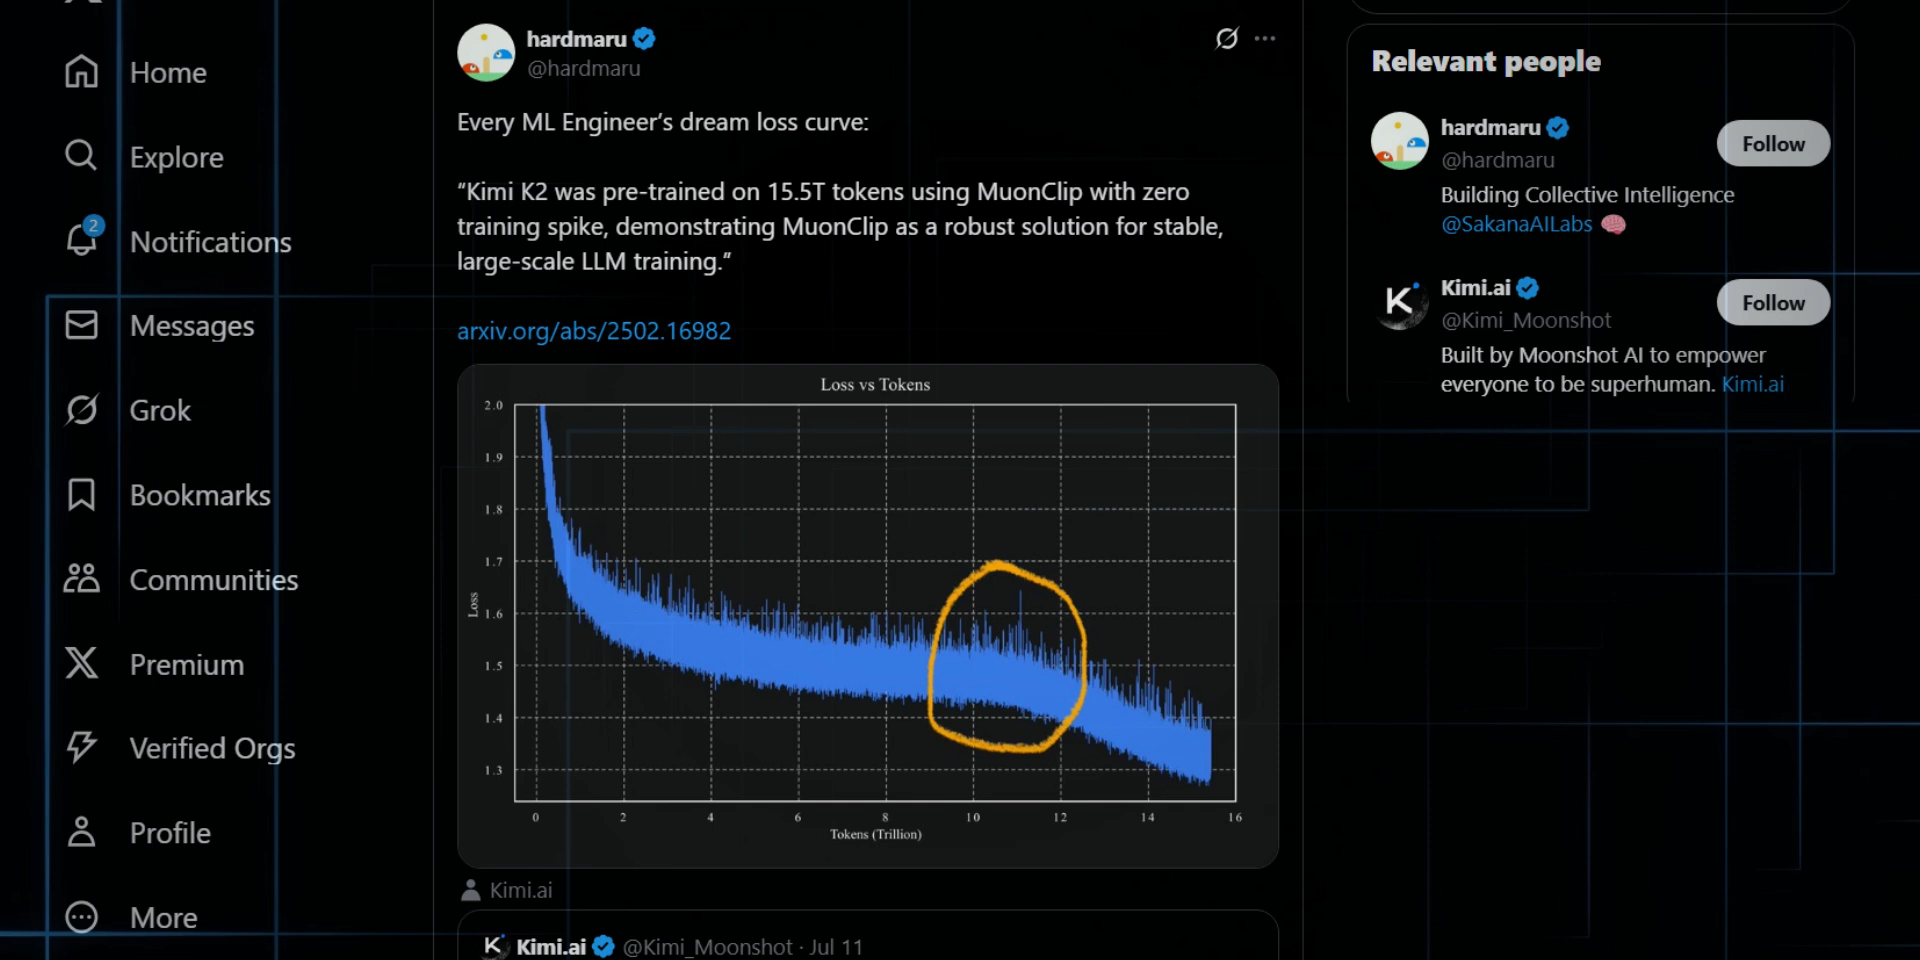 Home
Explore
2
Notifications
Messages
Grok
Bookmarks
Communities
Premium
Verified Orgs
Profile
More
hardmaru
@hardmaru
Every ML Engineer’s dream loss curve:
“Kimi K2 was pre-trained on 15.5T tokens using MuonClip with zero
training spike, demonstrating MuonClip as a robust solution for stable,
large-scale LLM training.”
arxiv.org/abs/2502.16982
Loss vs Tokens
2.0
1.9
1.8
1.7
1.6
1.5
1.4
1.3
Loss
0 2 4 6 8 10 12 14 16
Tokens (Trillion)
Kimi.ai
Kimi.ai @Kimi_Moonshot · Jul 11
Relevant people
hardmaru
@hardmaru
Follow
Building Collective Intelligence
@SakanaAILabs
Kimi.ai
@Kimi_Moonshot
Follow
Built by Moonshot AI to empower
everyone to be superhuman. Kimi.ai